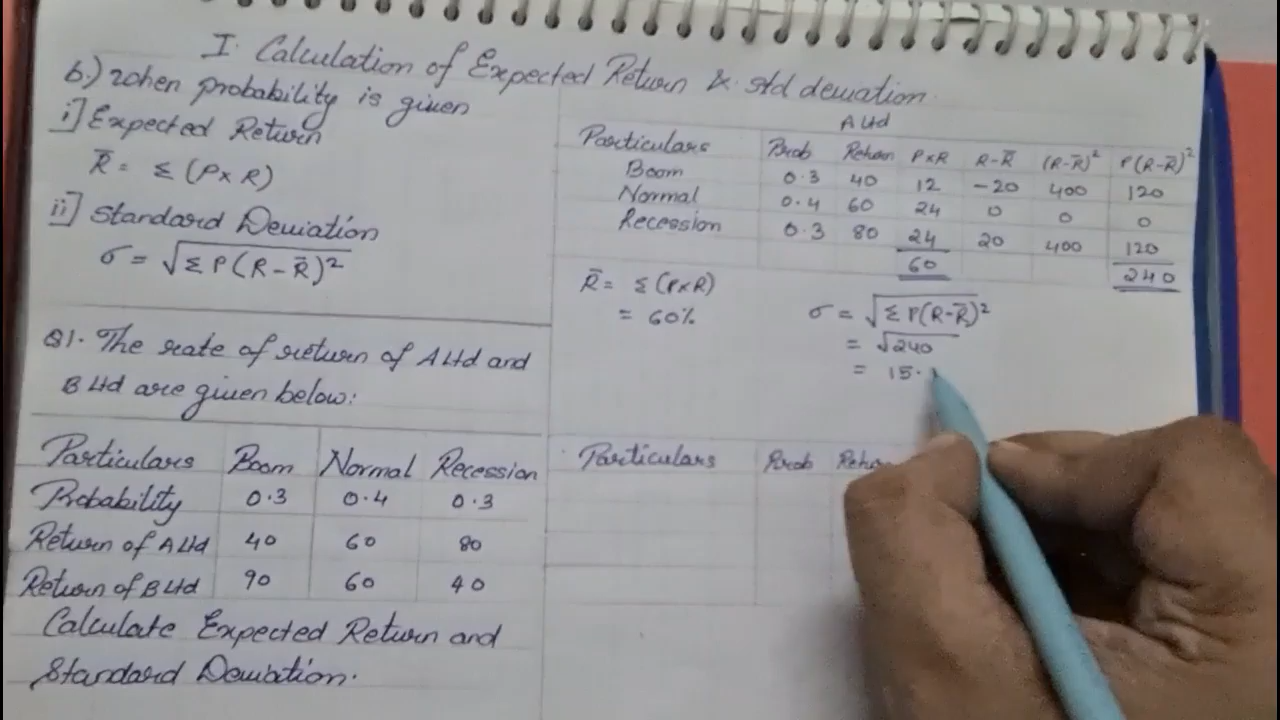 I. Calculation of Expected Return & std deviation.
b.) When probability is given
i] Expected Return
R̄ = Σ (P x R)
ii] Standard Deviation
σ = √Σ P(R - R̄)²
Q1. The rate of return of A Ltd and
B Ltd are given below:
Particulars Boom Normal Recession
Probability 0.3 0.4 0.3
Return of A Ltd 40 60 80
Return of B Ltd 90 60 40
Calculate Expected Return and
Standard Deviation.
A Ltd
Particulars Prob Return PxR R-R̄ (R-R̄)² P(R-R̄)²
Boom 0.3 40 12 -20 400 120
Normal 0.4 60 24 0 0 0
Recession 0.3 80 24 20 400 120
60 240
R̄ = Σ (PxR)
= 60%
σ = √Σ P(R-R̄)²
= √240
= 15.
Particulars Prob